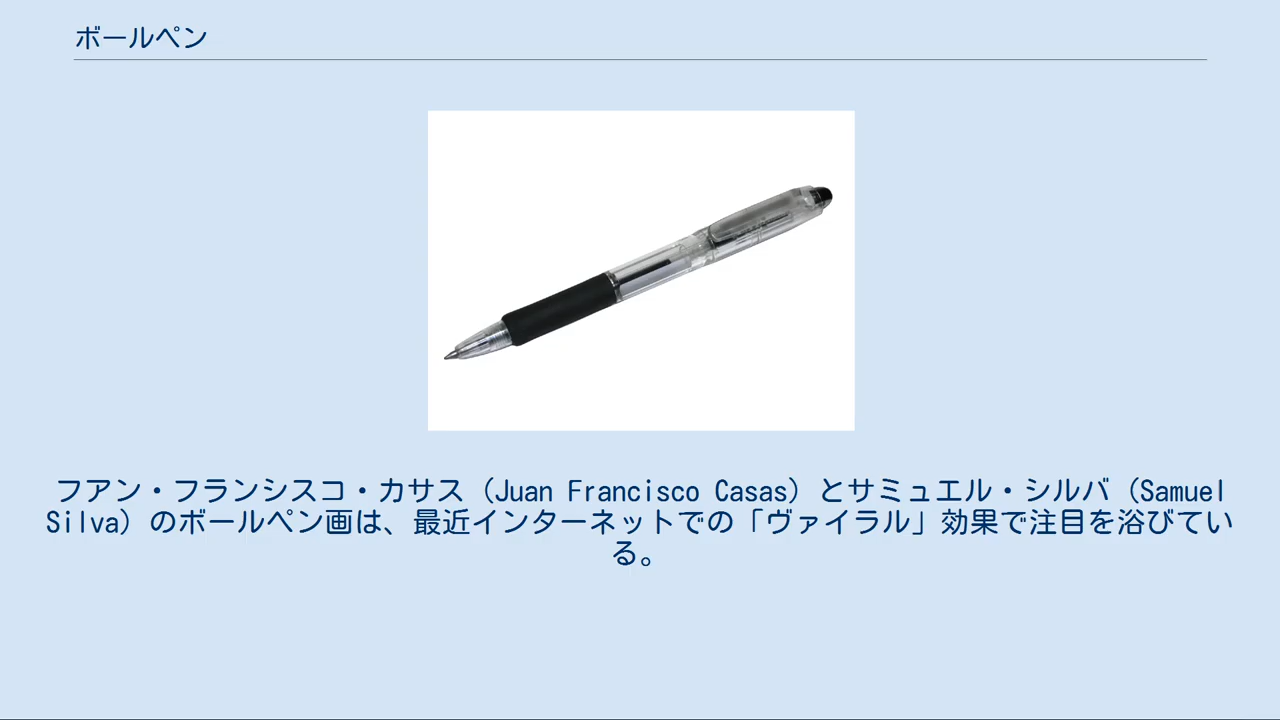 ボールペン
フアン・フランシスコ・カサス（Juan Francisco Casas）とサミュエル・シルバ（Samuel
Silva）のボールペン画は、最近インターネットでの「ヴァイラル」効果で注目を浴びてい
る。